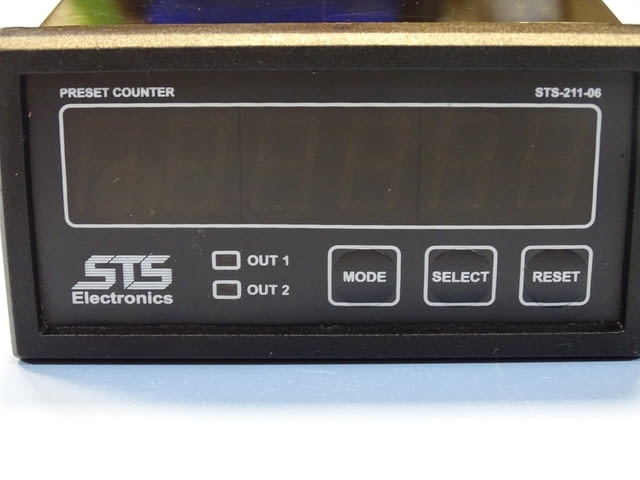 PRESET COUNTER
STS-211-06
STS
Electronics
OUT 1
OUT 2
MODE
SELECT
RESET